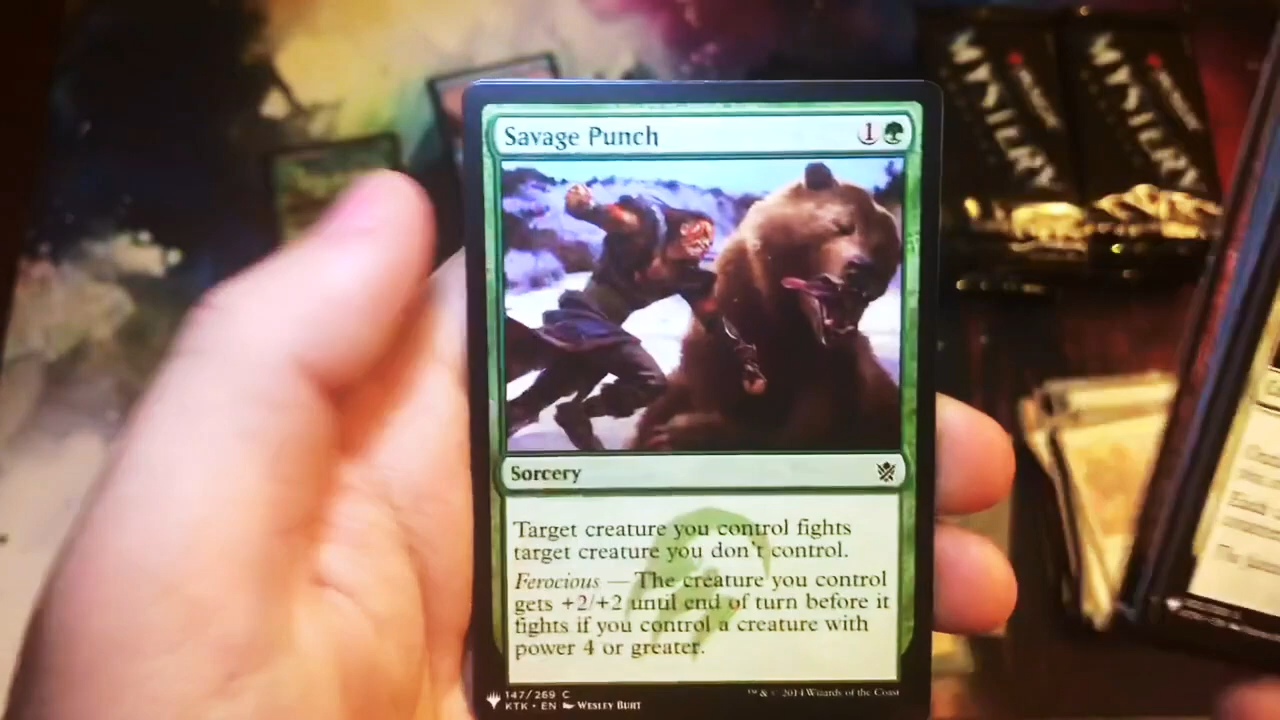 Savage Punch 1
MYSTERY
MYSTERY
Sorcery
Target creature you control fights
target creature you don't control.
Ferocious — The creature you control
gets +2/+2 until end of turn before it
fights if you control a creature with
power 4 or greater.
147/269 C
KTK • EN Wesley Burt
™ & © 2014 Wizards of the Coast